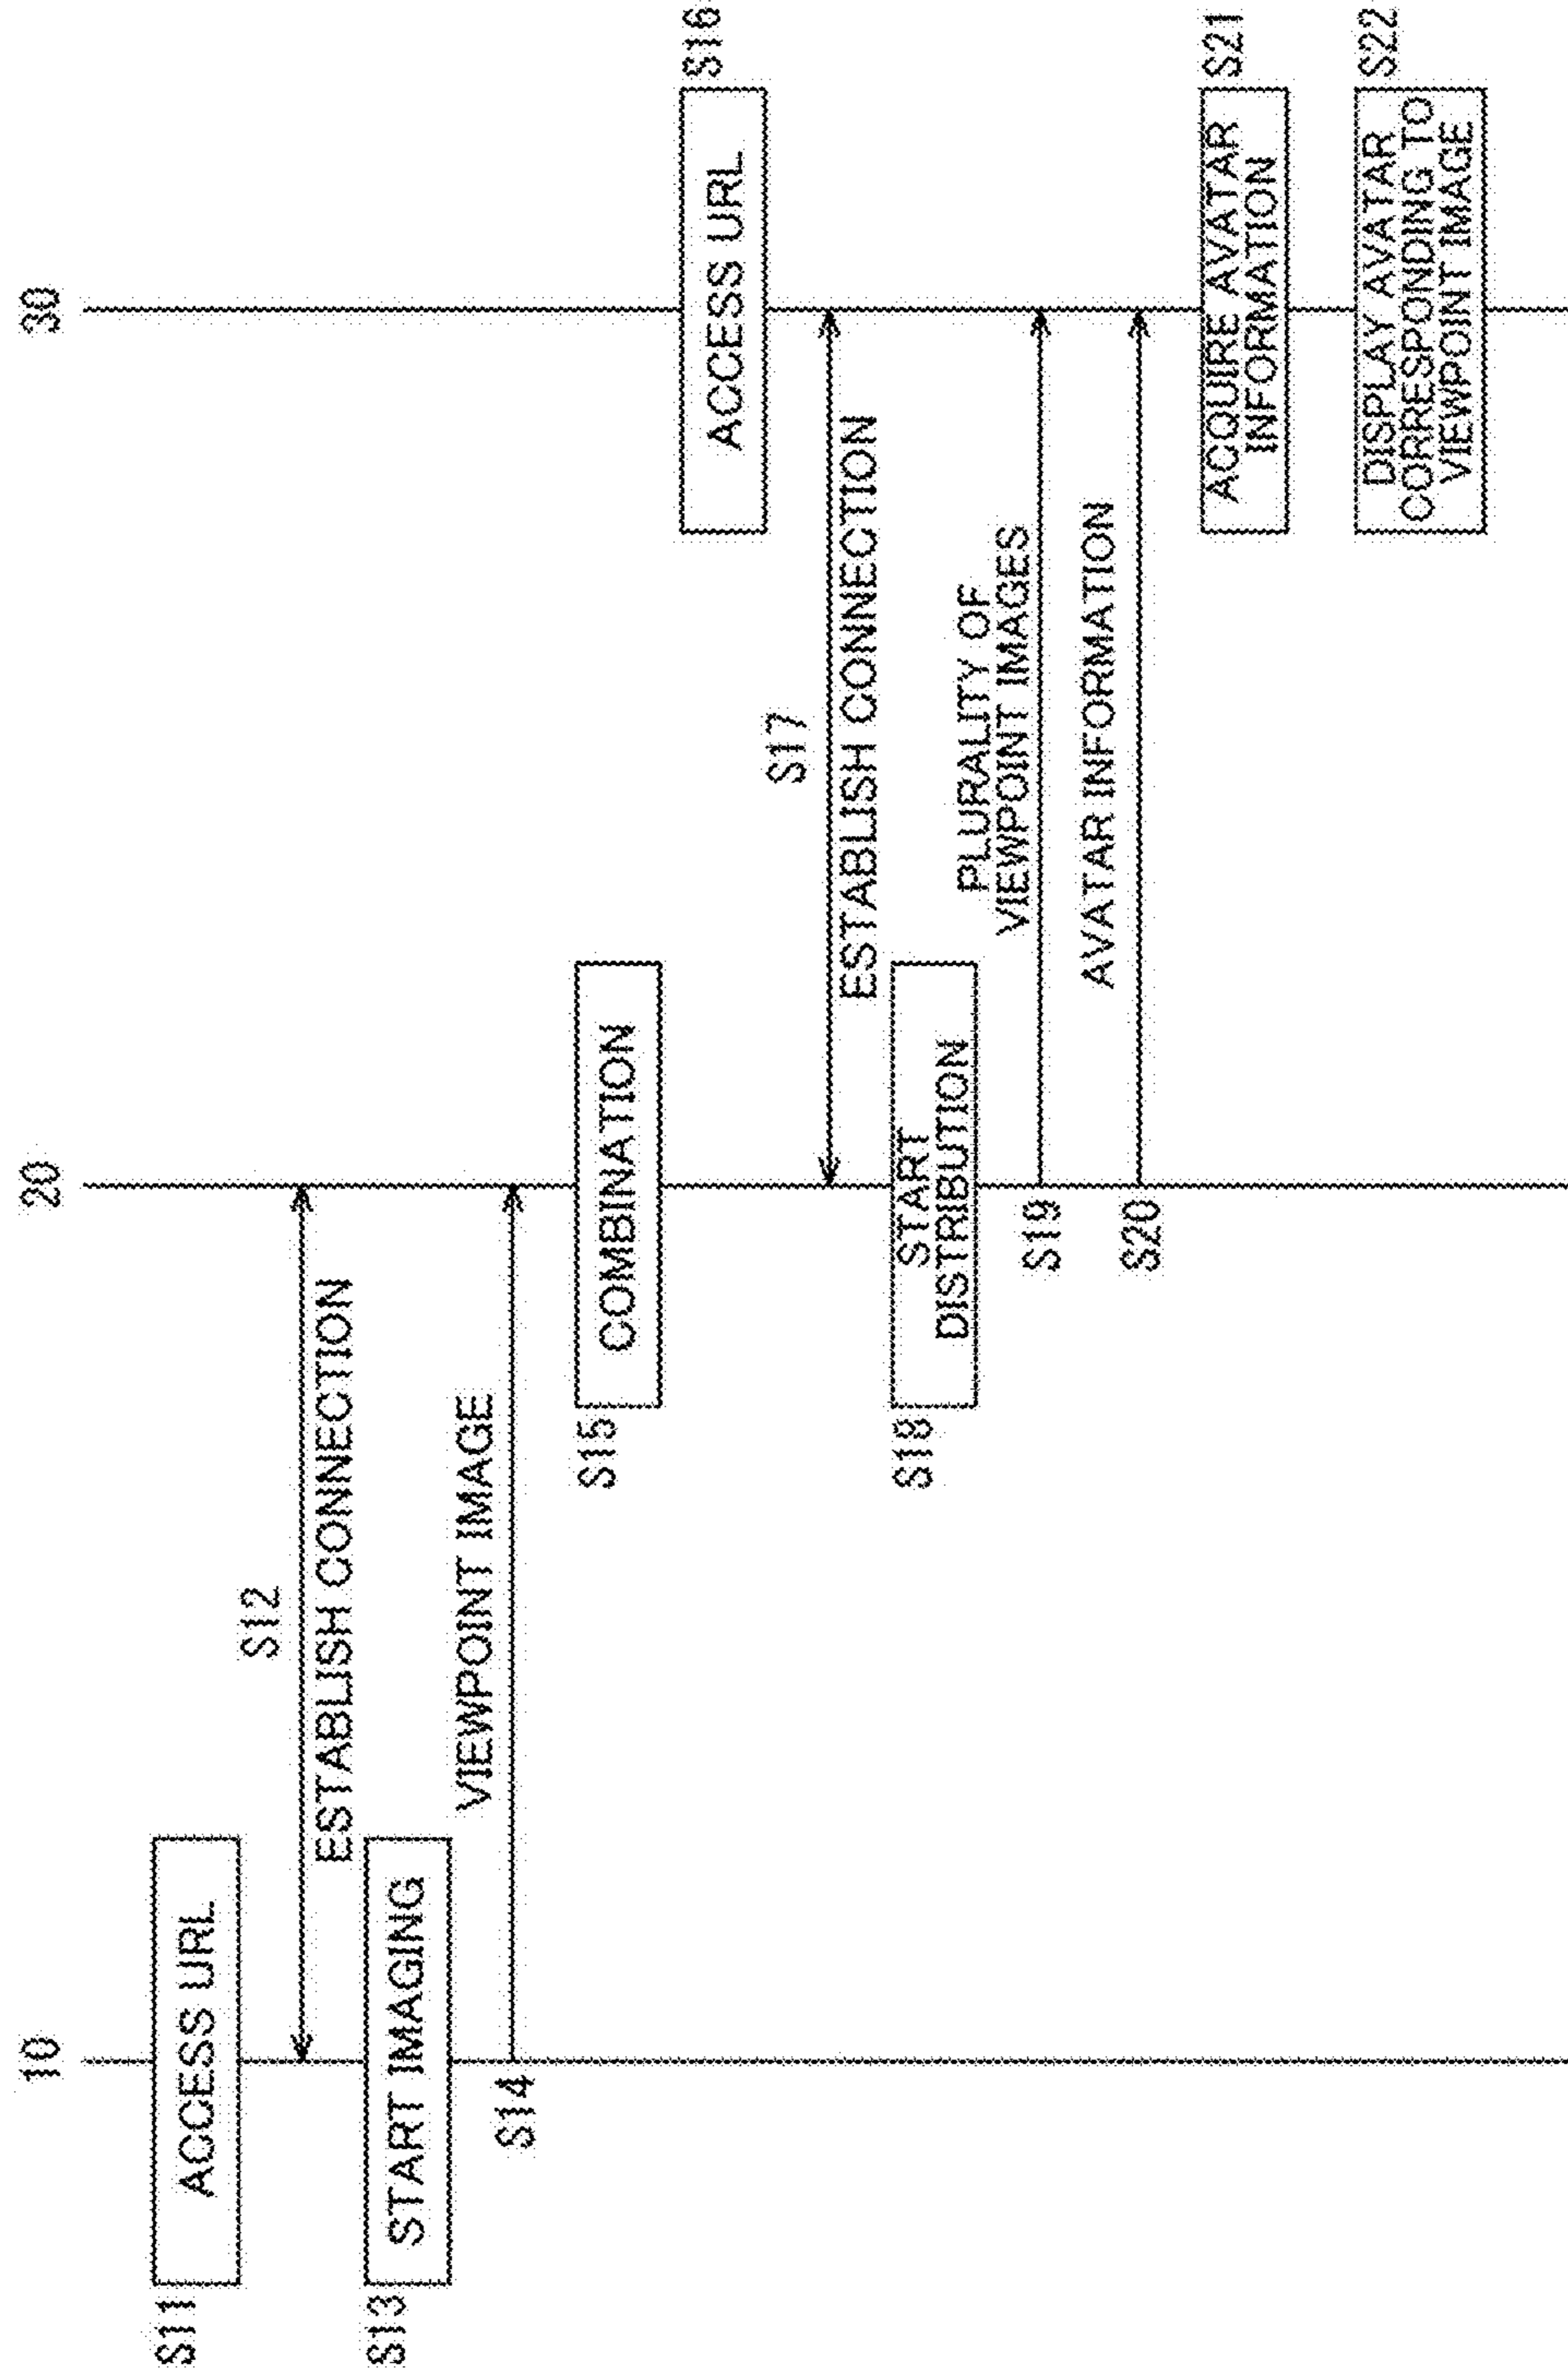 10
20
30
S11
ACCESS URL
S12
ESTABLISH CONNECTION
S13
START IMAGING
VIEWPOINT IMAGE
S14
S15
COMBINATION
S16
ACCESS URL
S17
ESTABLISH CONNECTION
S18
START
DISTRIBUTION
PLURALITY OF
VIEWPOINT IMAGES
S19
AVATAR INFORMATION
S20
ACQUIRE AVATAR
INFORMATION
S21
DISPLAY AVATAR
CORRESPONDING TO
VIEWPOINT IMAGE
S22